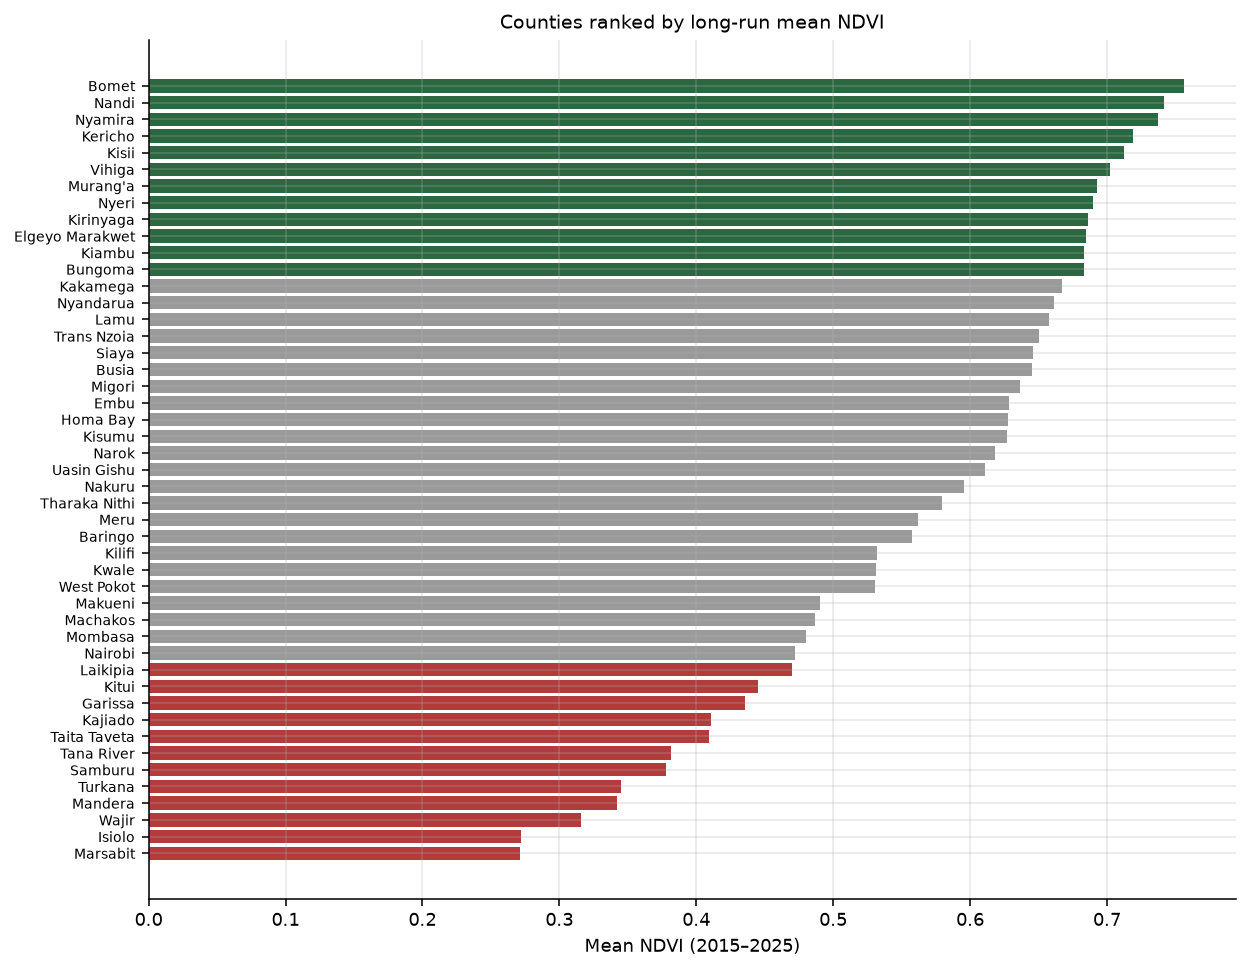 Counties ranked by long-run mean NDVI
Bomet
Nandi
Nyamira
Kericho
Kisii
Vihiga
Murang'a
Nyeri
Kirinyaga
Elgeyo Marakwet
Kiambu
Bungoma
Kakamega
Nyandarua
Lamu
Trans Nzoia
Siaya
Busia
Migori
Embu
Homa Bay
Kisumu
Narok
Uasin Gishu
Nakuru
Tharaka Nithi
Meru
Baringo
Kilifi
Kwale
West Pokot
Makueni
Machakos
Mombasa
Nairobi
Laikipia
Kitui
Garissa
Kajiado
Taita Taveta
Tana River
Samburu
Turkana
Mandera
Wajir
Isiolo
Marsabit
0.0 0.1 0.2 0.3 0.4 0.5 0.6 0.7
Mean NDVI (2015–2025)